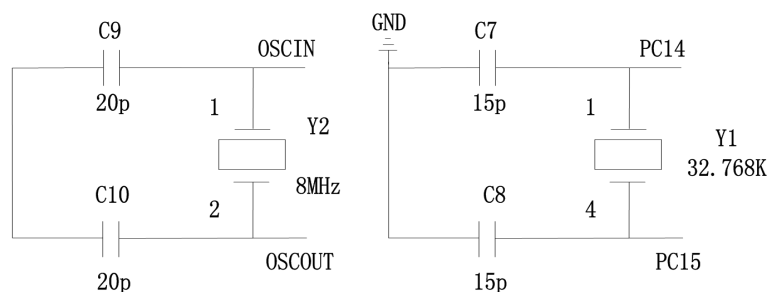 C9
OSCIN
20p
1
Y2
8MHz
C10
2
OSCOUT
20p
GND
C7
PC14
15p
1
Y1
32.768K
C8
4
PC15
15p